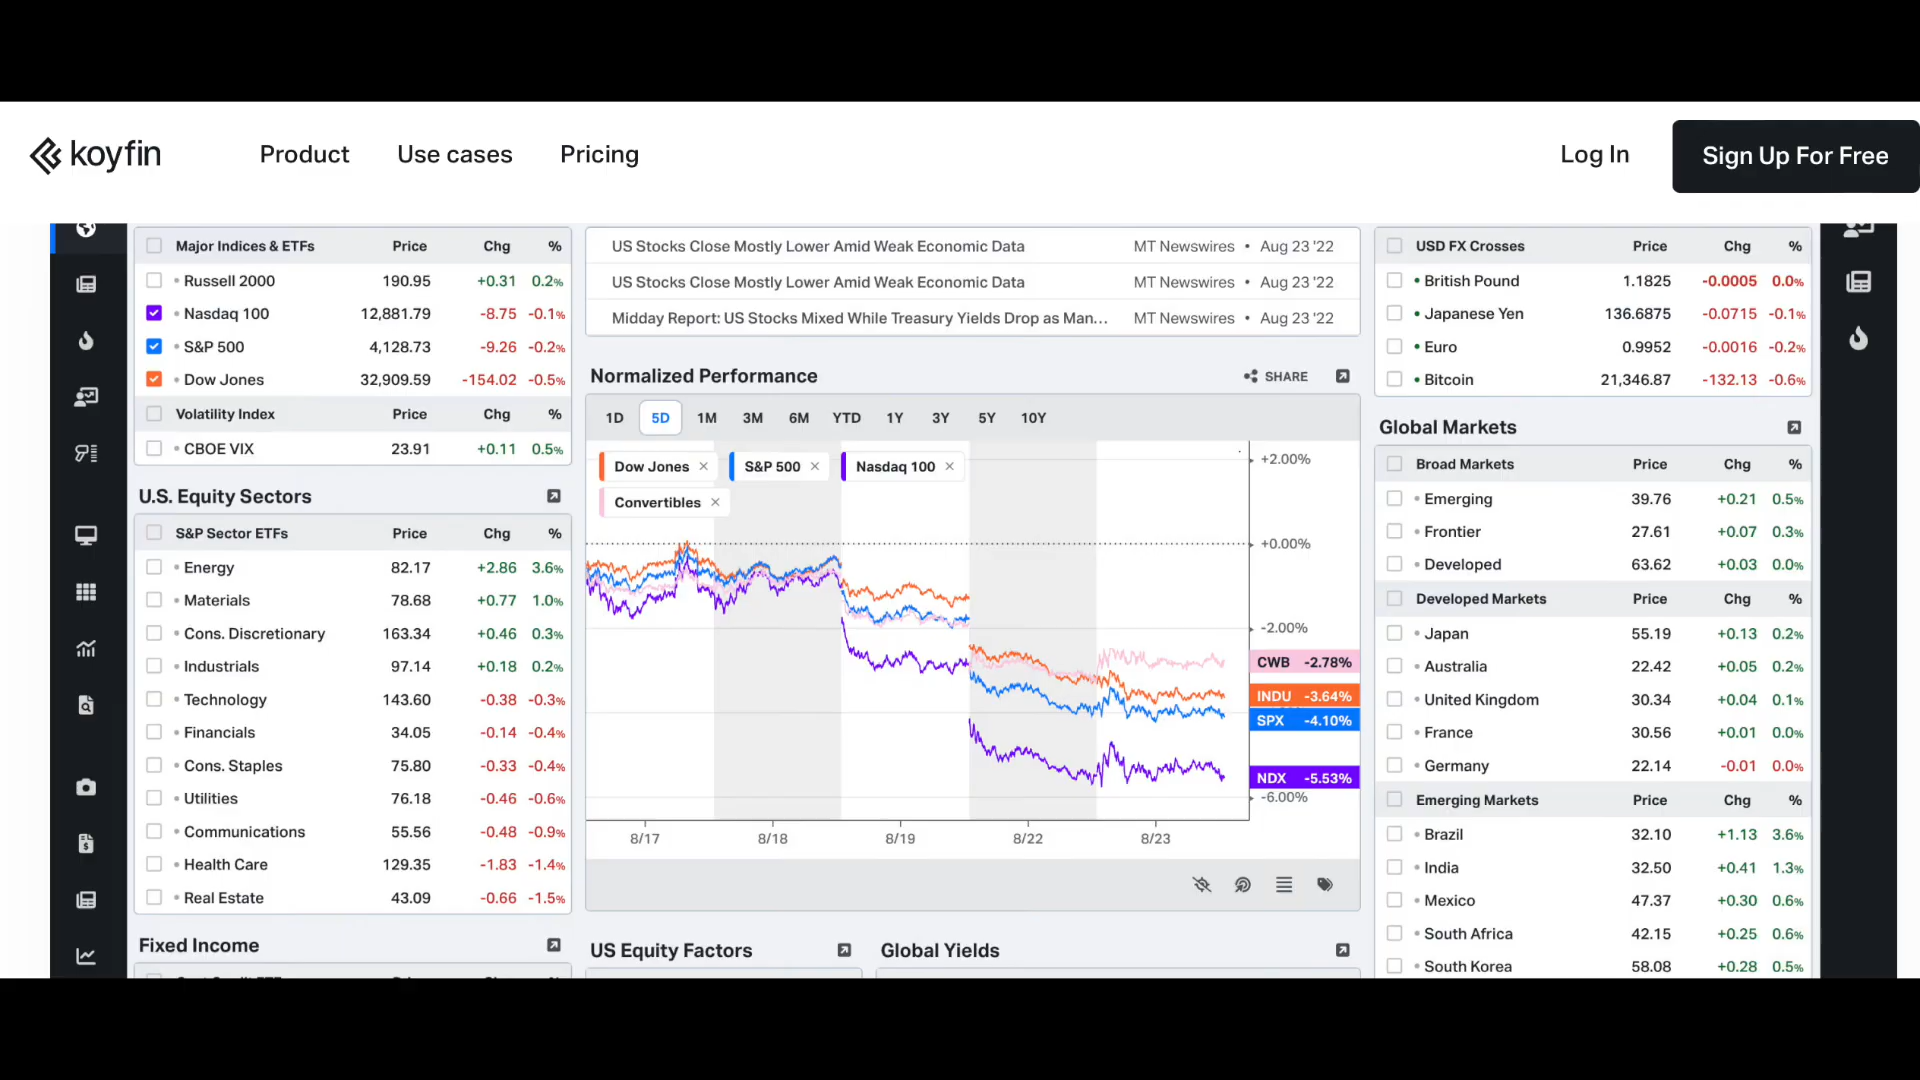 koyfin
Product
Use cases
Pricing
Log In
Sign Up For Free
Major Indices & ETFs Price Chg %
Russell 2000 190.95 +0.31 0.2%
Nasdaq 100 12,881.79 -8.75 -0.1%
S&P 500 4,128.73 -9.26 -0.2%
Dow Jones 32,909.59 -154.02 -0.5%
Volatility Index Price Chg %
CBOE VIX 23.91 +0.11 0.5%
U.S. Equity Sectors
S&P Sector ETFs Price Chg %
Energy 82.17 +2.86 3.6%
Materials 78.68 +0.77 1.0%
Cons. Discretionary 163.34 +0.46 0.3%
Industrials 97.14 +0.18 0.2%
Technology 143.60 -0.38 -0.3%
Financials 34.05 -0.14 -0.4%
Cons. Staples 75.80 -0.33 -0.4%
Utilities 76.18 -0.46 -0.6%
Communications 55.56 -0.48 -0.9%
Health Care 129.35 -1.83 -1.4%
Real Estate 43.09 -0.66 -1.5%
Fixed Income
US Stocks Close Mostly Lower Amid Weak Economic Data MT Newswires • Aug 23 '22
US Stocks Close Mostly Lower Amid Weak Economic Data MT Newswires • Aug 23 '22
Midday Report: US Stocks Mixed While Treasury Yields Drop as Man... MT Newswires • Aug 23 '22
Normalized Performance
SHARE
1D 5D 1M 3M 6M YTD 1Y 3Y 5Y 10Y
Dow Jones × S&P 500 × Nasdaq 100 ×
Convertibles ×
+2.00%
+0.00%
-2.00%
CWB -2.78%
INDU -3.64%
SPX -4.10%
NDX -5.53%
-6.00%
8/17 8/18 8/19 8/22 8/23
US Equity Factors
Global Yields
USD FX Crosses Price Chg %
British Pound 1.1825 -0.0005 0.0%
Japanese Yen 136.6875 -0.0715 -0.1%
Euro 0.9952 -0.0016 -0.2%
Bitcoin 21,346.87 -132.13 -0.6%
Global Markets
Broad Markets Price Chg %
Emerging 39.76 +0.21 0.5%
Frontier 27.61 +0.07 0.3%
Developed 63.62 +0.03 0.0%
Developed Markets Price Chg %
Japan 55.19 +0.13 0.2%
Australia 22.42 +0.05 0.2%
United Kingdom 30.34 +0.04 0.1%
France 30.56 +0.01 0.0%
Germany 22.14 -0.01 0.0%
Emerging Markets Price Chg %
Brazil 32.10 +1.13 3.6%
India 32.50 +0.41 1.3%
Mexico 47.37 +0.30 0.6%
South Africa 42.15 +0.25 0.6%
South Korea 58.08 +0.28 0.5%